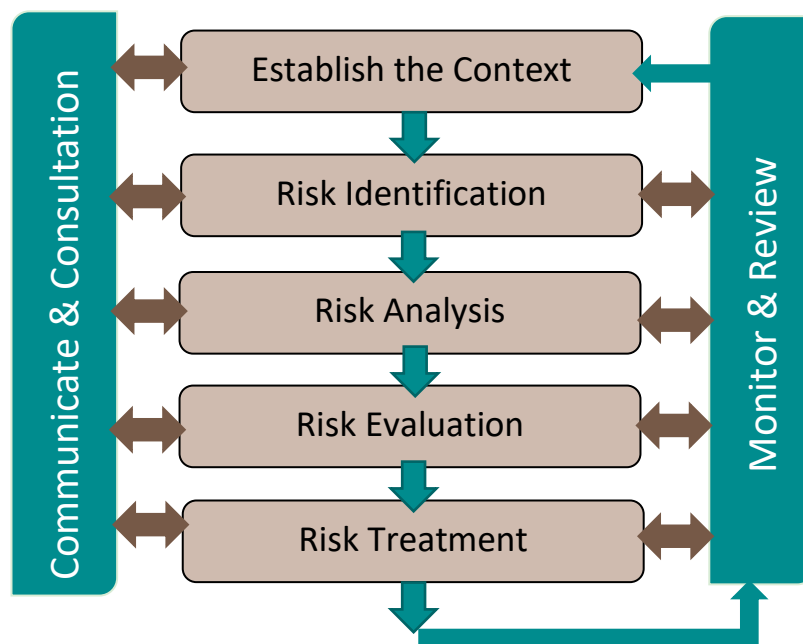 Communicate & Consultation
Establish the Context
Risk Identification
Risk Analysis
Risk Evaluation
Risk Treatment
Monitor & Review